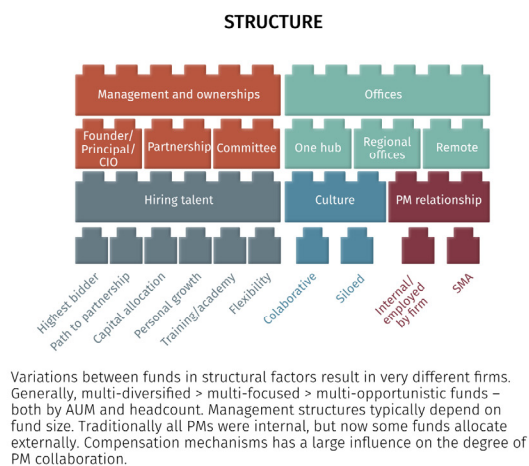 STRUCTURE
Management and ownerships
Offices
Founder/
Principal/
CIO
Partnership
Committee
One hub
Regional
offices
Remote
Hiring talent
Culture
PM relationship
Highest bidder
Path to partnership
Capital allocation
Personal growth
Training/academy
Flexibility
Colaborative
Siloed
Internal/
employed
by firm
SMA
Variations between funds in structural factors result in very different firms.
Generally, multi-diversified > multi-focused > multi-opportunistic funds –
both by AUM and headcount. Management structures typically depend on
fund size. Traditionally all PMs were internal, but now some funds allocate
externally. Compensation mechanisms has a large influence on the degree of
PM collaboration.